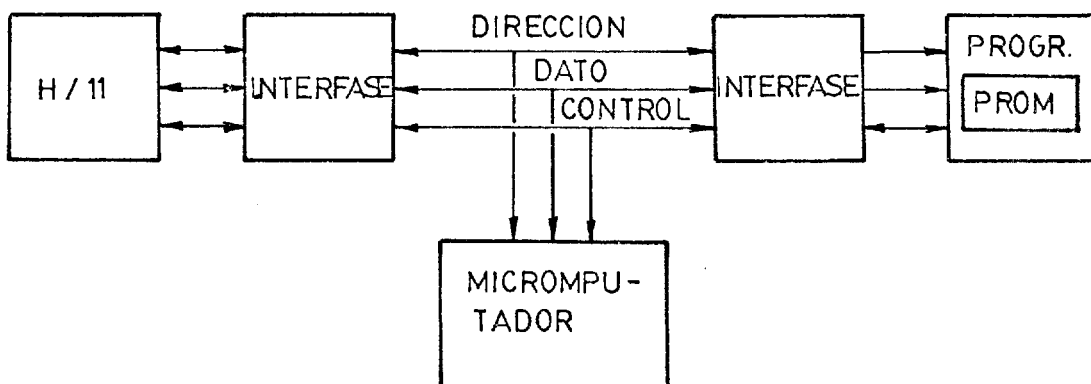 DIRECCION
H / 11
INTERFASE
DATO
CONTROL
INTERFASE
PROGR.
PROM
MICROMPU-
TADOR